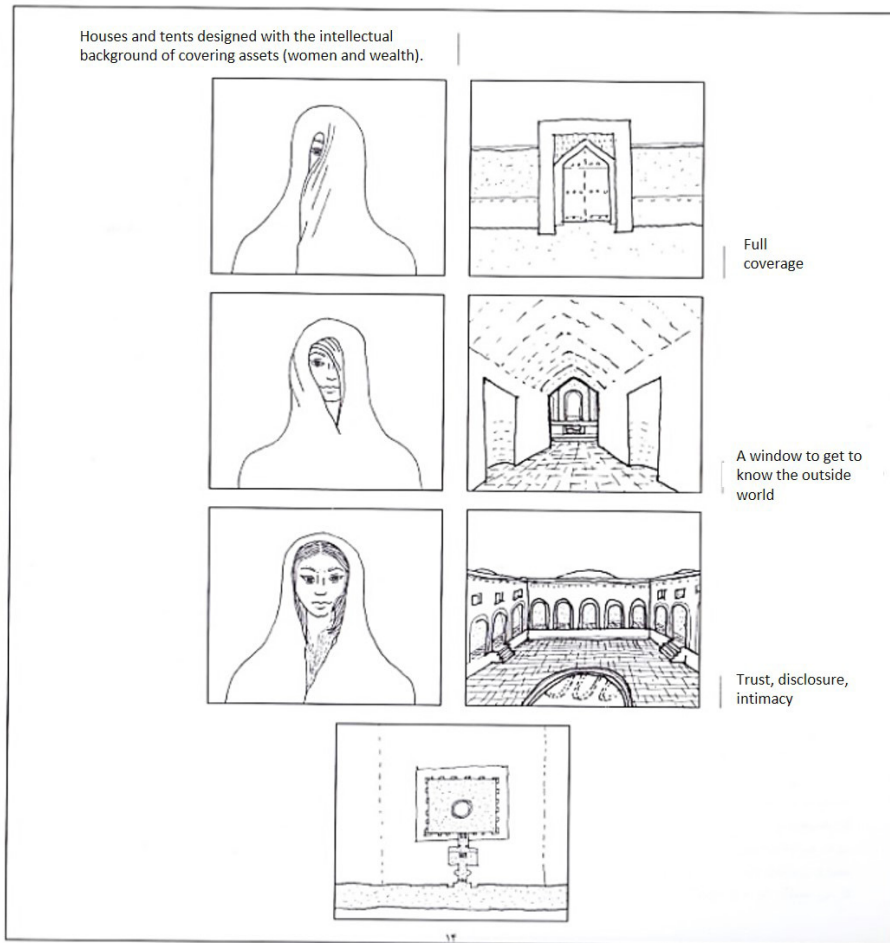 Houses and tents designed with the intellectual
background of covering assets (women and wealth).
Full
coverage
A window to get to
know the outside
world
Trust, disclosure,
intimacy
۱۳